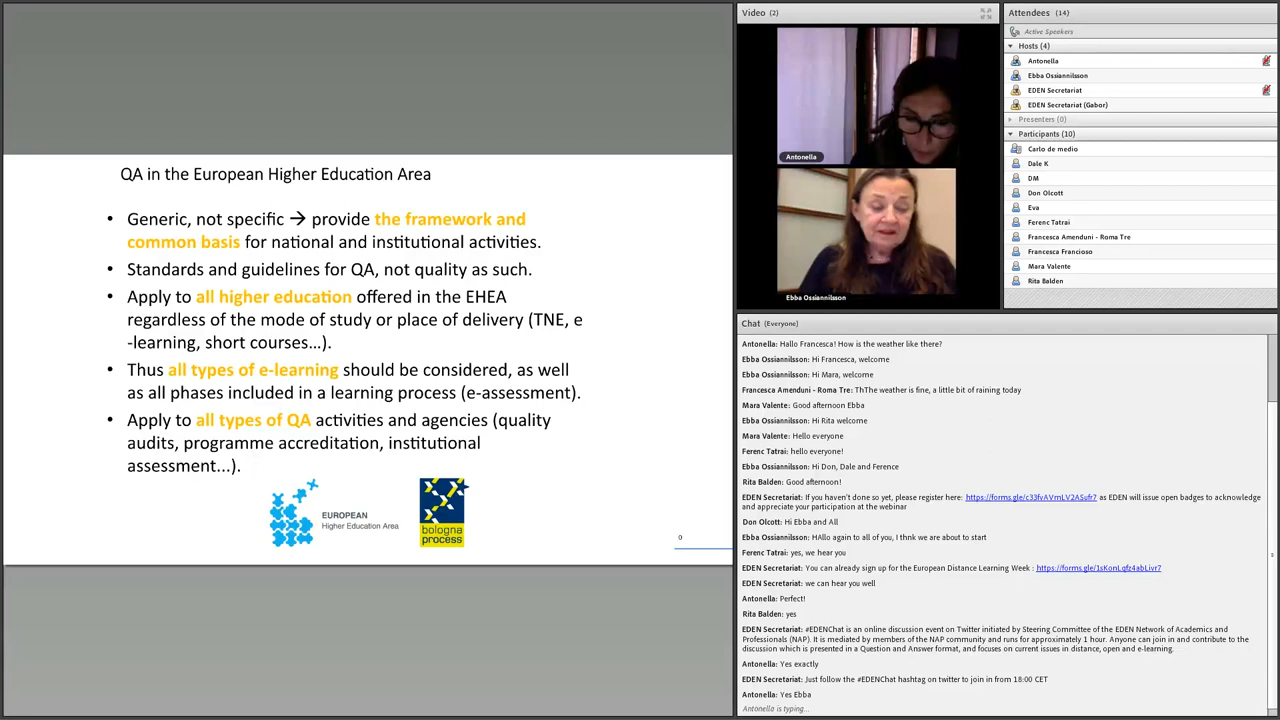 QA in the European Higher Education Area
• Generic, not specific → provide the framework and
common basis for national and institutional activities.
• Standards and guidelines for QA, not quality as such.
• Apply to all higher education offered in the EHEA
regardless of the mode of study or place of delivery (TNE, e
-learning, short courses...).
• Thus all types of e-learning should be considered, as well
as all phases included in a learning process (e-assessment).
• Apply to all types of QA activities and agencies (quality
audits, programme accreditation, institutional
assessment...).
EUROPEAN
Higher Education Area
bologna
process
0
Video (2)
Antonella
Ebba Ossiannilsson
Attendees (14)
Active Speakers
Hosts (4)
Antonella
Ebba Ossiannilsson
EDEN Secretariat
EDEN Secretariat (Gabor)
Presenters (0)
Participants (10)
Carlo de medio
Dale K
DM
Don Olcott
Eva
Ferenc Tatrai
Francesca Amenduni - Roma Tre
Francesca Francioso
Mara Valente
Rita Balden
Chat (Everyone)
Antonella: Hallo Francesca! How is the weather like there?
Ebba Ossiannilsson: Hi Francesca, welcome
Ebba Ossiannilsson: Hi Mara, welcome
Francesca Amenduni - Roma Tre: ThThe weather is fine, a little bit of raining today
Mara Valente: Good afternoon Ebba
Ebba Ossiannilsson: Hi Rita welcome
Mara Valente: Hello everyone
Ferenc Tatrai: hello everyone!
Ebba Ossiannilsson: Hi Don, Dale and Ference
Rita Balden: Good afternoon!
EDEN Secretariat: If you haven't done so yet, please register here: https://forms.gle/c33fvAVmLV2ASufr7 as EDEN will issue open badges to acknowledge
and appreciate your participation at the webinar
Don Olcott: Hi Ebba and All
Ebba Ossiannilsson: HAllo again to all of you, I thnk we are about to start
Ferenc Tatrai: yes, we hear you
EDEN Secretariat: You can already sign up for the European Distance Learning Week : https://forms.gle/1sKonLqfz4abLivr7
EDEN Secretariat: we can hear you well
Antonella: Perfect!
Rita Balden: yes
EDEN Secretariat: #EDENChat is an online discussion event on Twitter initiated by Steering Committee of the EDEN Network of Academics and
Professionals (NAP). It is mediated by members of the NAP community and runs for approximately 1 hour. Anyone can join in and contribute to the
discussion which is presented in a Question and Answer format, and focuses on current issues in distance, open and e-learning.
Antonella: Yes exactly
EDEN Secretariat: Just follow the #EDENChat hashtag on twitter to join in from 18:00 CET
Antonella: Yes Ebba
Antonella is typing...